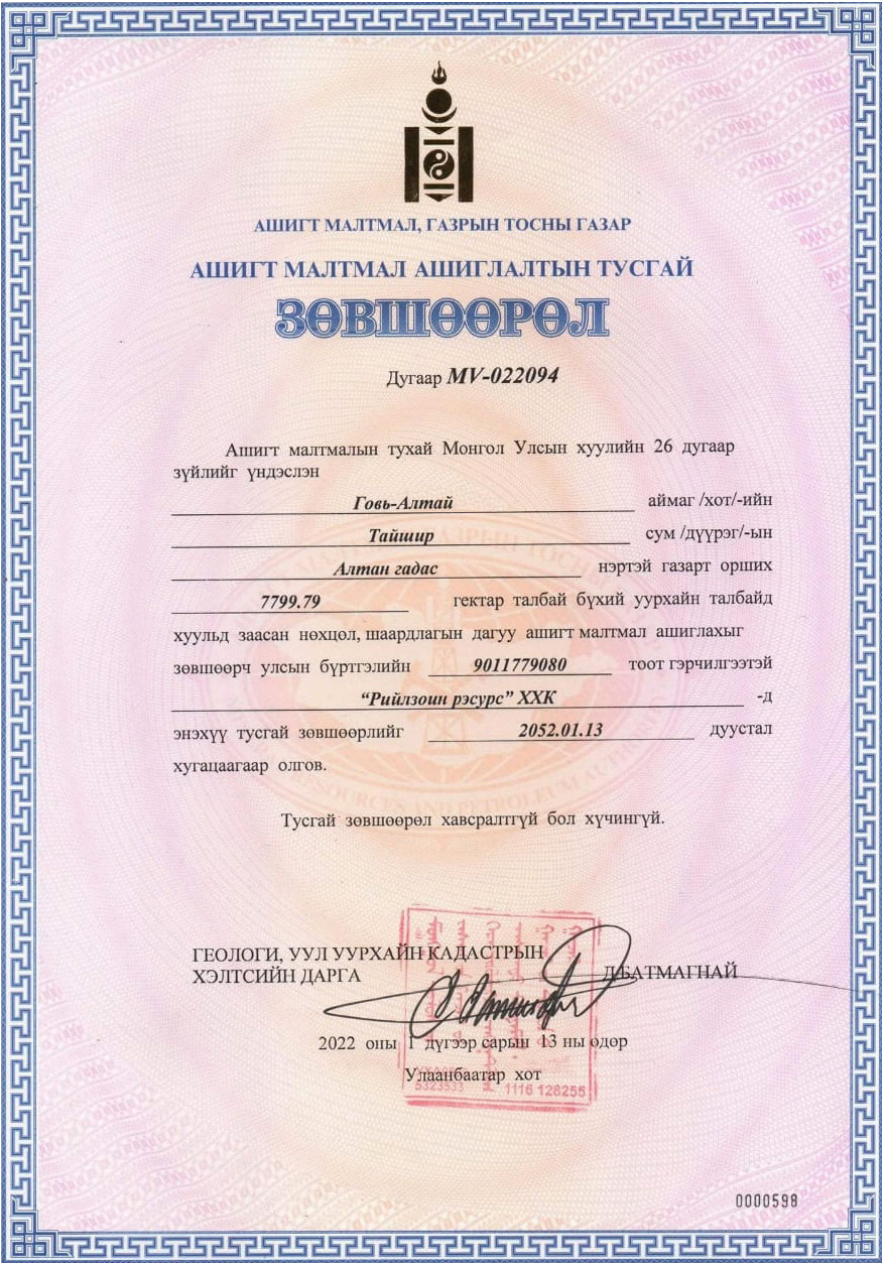 АШИГТ МАЛТМАЛ, ГАЗРЫН ТОСНЫ ГАЗАР
АШИГТ МАЛТМАЛ АШИГЛАЛТЫН ТУСГАЙ
ЗӨВШӨӨРӨЛ
Дугаар MV-022094
Ашигт малтмалын тухай Монгол Улсын хуулийн 26 дугаар
зүйлийг үндэслэн
Говь-Алтай аймаг /хот/-ийн
Тайшир сум /дүүрэг/-ын
Алтан гадас нэртэй газарт орших
7799.79 гектар талбай бүхий уурхайн талбайд
хуульд заасан нөхцөл, шаардлагын дагуу ашигт малтмал ашиглахыг
зөвшөөрч улсын бүртгэлийн 9011779080 тоот гэрчилгээтэй
“Рийлзоин рэсурс” ХХК -д
энэхүү тусгай зөвшөөрлийг 2052.01.13 дуустал
хугацаагаар олгов.
Тусгай зөвшөөрөл хавсралтгүй бол хүчингүй.
ГЕОЛОГИ, УУЛ УУРХАЙН КАДАСТРЫН
ХЭЛТСИЙН ДАРГА Д.БАТМАГНАЙ
2022 оны 1 дүгээр сарын 13 ны өдөр
Улаанбаатар хот
5323533 1116 128255
0000598